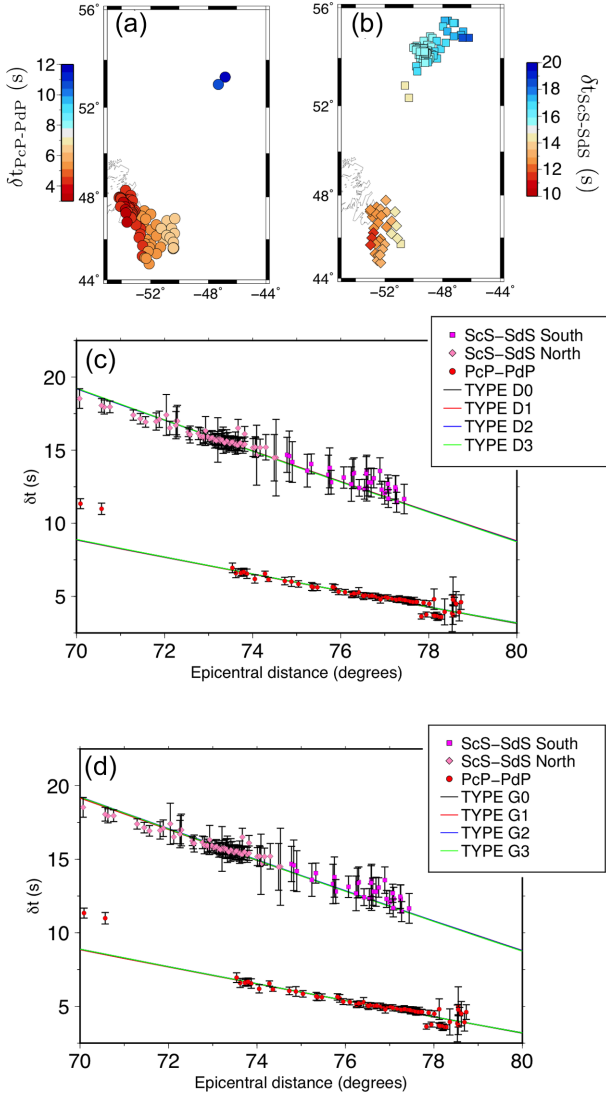 (a)
(b)
56°
52°
48°
44°
−52 −48 −44
δtPcP-PdP (s)
12
10
8
6
4
56°
52°
48°
44°
−52 −48 −44
δtScS-SdS (s)
20
18
16
14
12
10
(c)
ScS−SdS South
ScS−SdS North
PcP−PdP
TYPE D0
TYPE D1
TYPE D2
TYPE D3
δt (s)
20
15
10
5
70 72 74 76 78 80
Epicentral distance (degrees)
(d)
ScS−SdS South
ScS−SdS North
PcP−PdP
TYPE G0
TYPE G1
TYPE G2
TYPE G3
δt (s)
20
15
10
5
70 72 74 76 78 80
Epicentral distance (degrees)